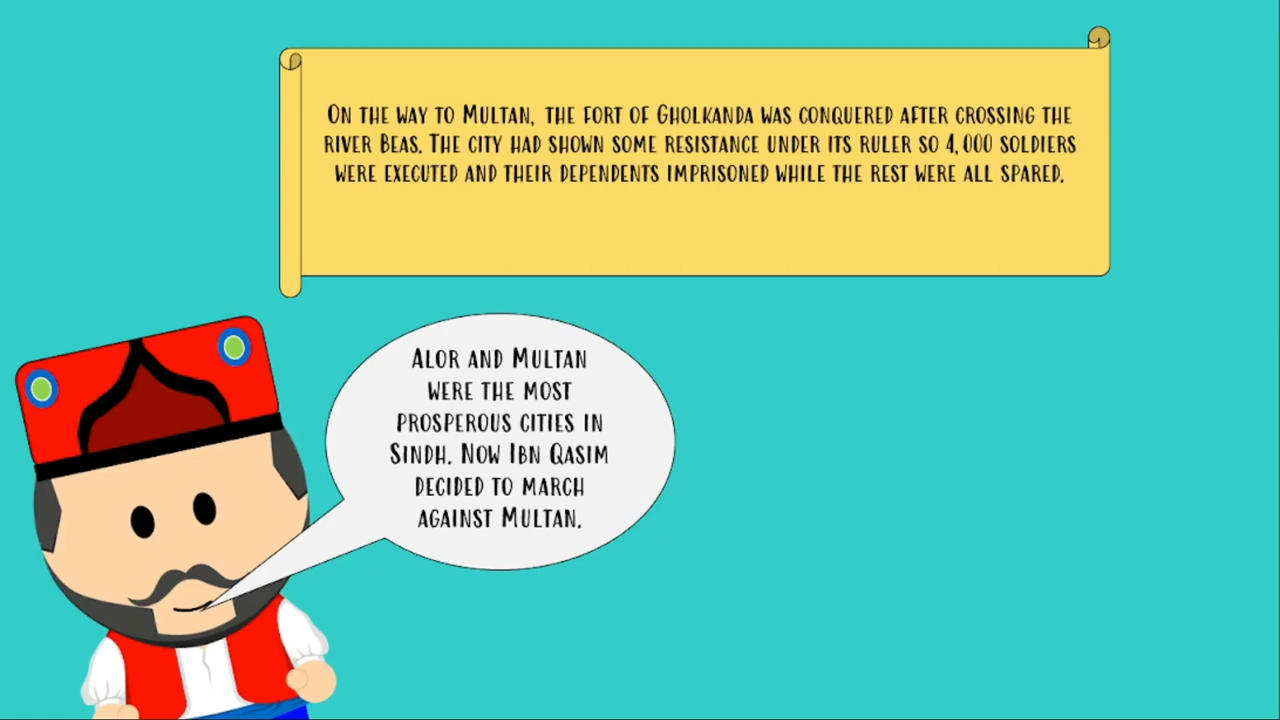 On the way to Multan, the fort of Gholkanda was conquered after crossing the
river Beas. The city had shown some resistance under its ruler so 4,000 soldiers
were executed and their dependents imprisoned while the rest were all spared.
Alor and Multan
were the most
prosperous cities in
Sindh. Now Ibn Qasim
decided to march
against Multan.